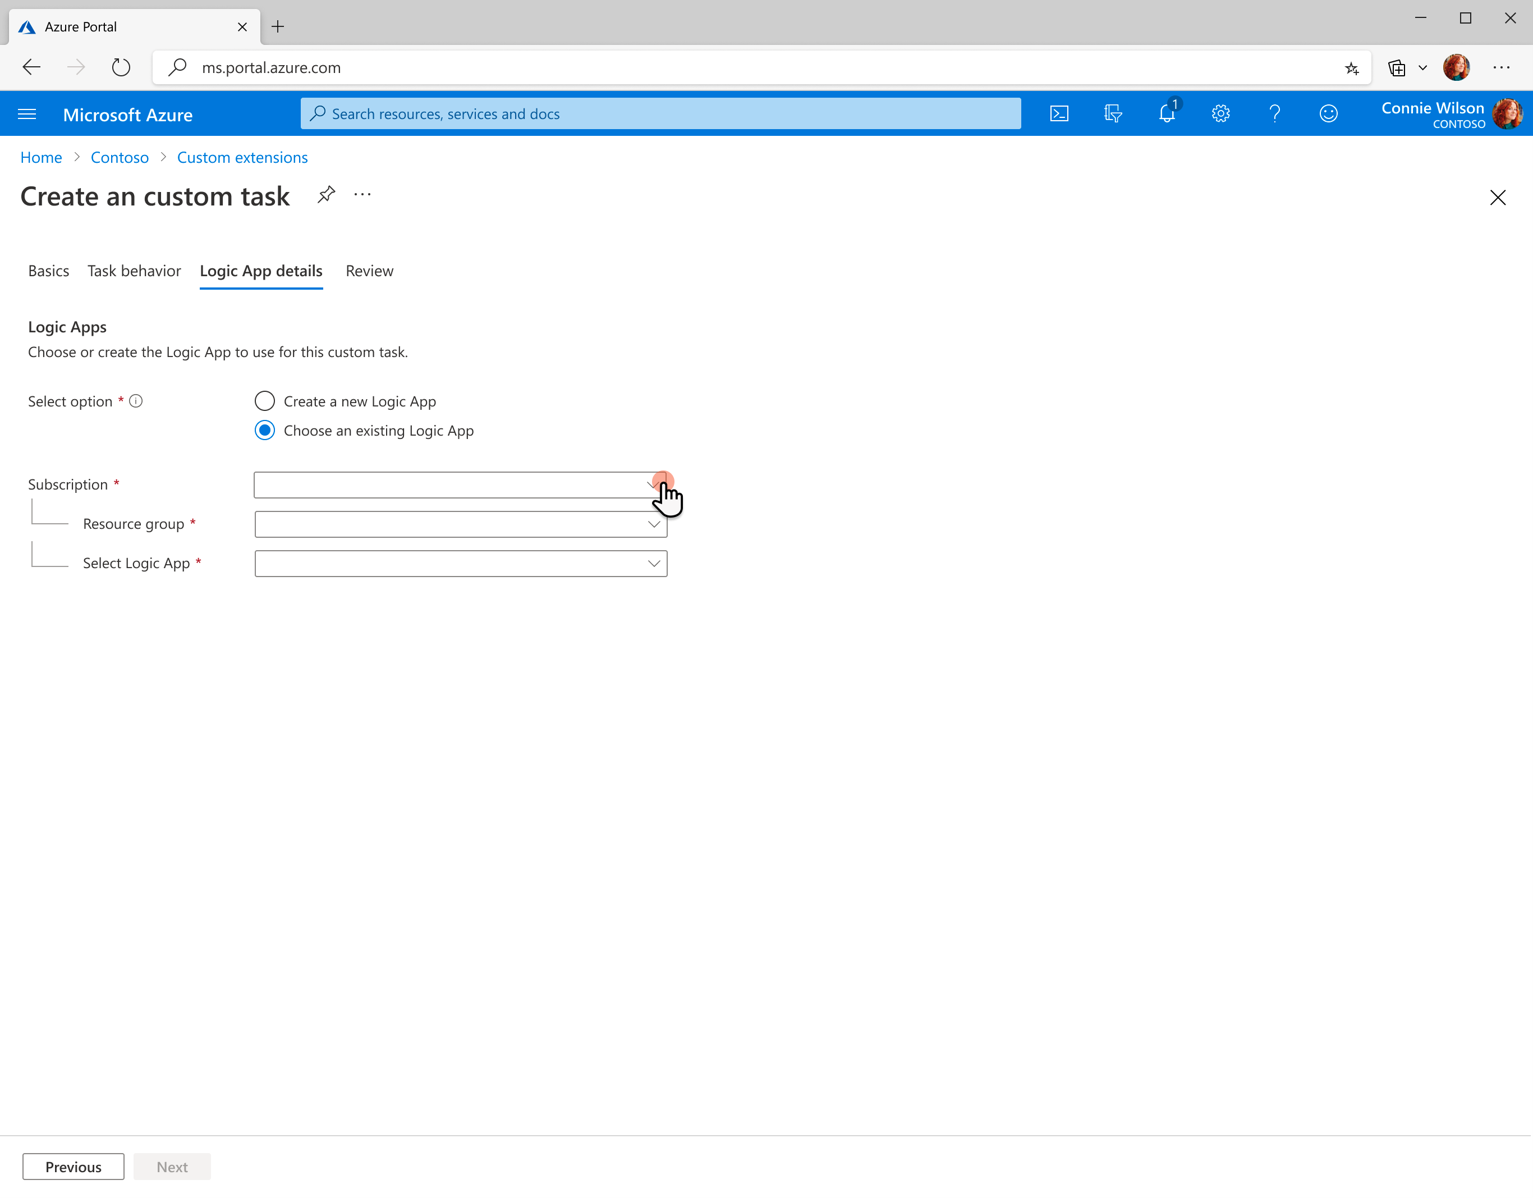 Azure Portal
ms.portal.azure.com
Microsoft Azure
Search resources, services and docs
1
Connie Wilson
CONTOSO
Home > Contoso > Custom extensions
Create an custom task
Basics Task behavior Logic App details Review
Logic Apps
Choose or create the Logic App to use for this custom task.
Select option *
Create a new Logic App
Choose an existing Logic App
Subscription *
Resource group *
Select Logic App *
Previous Next